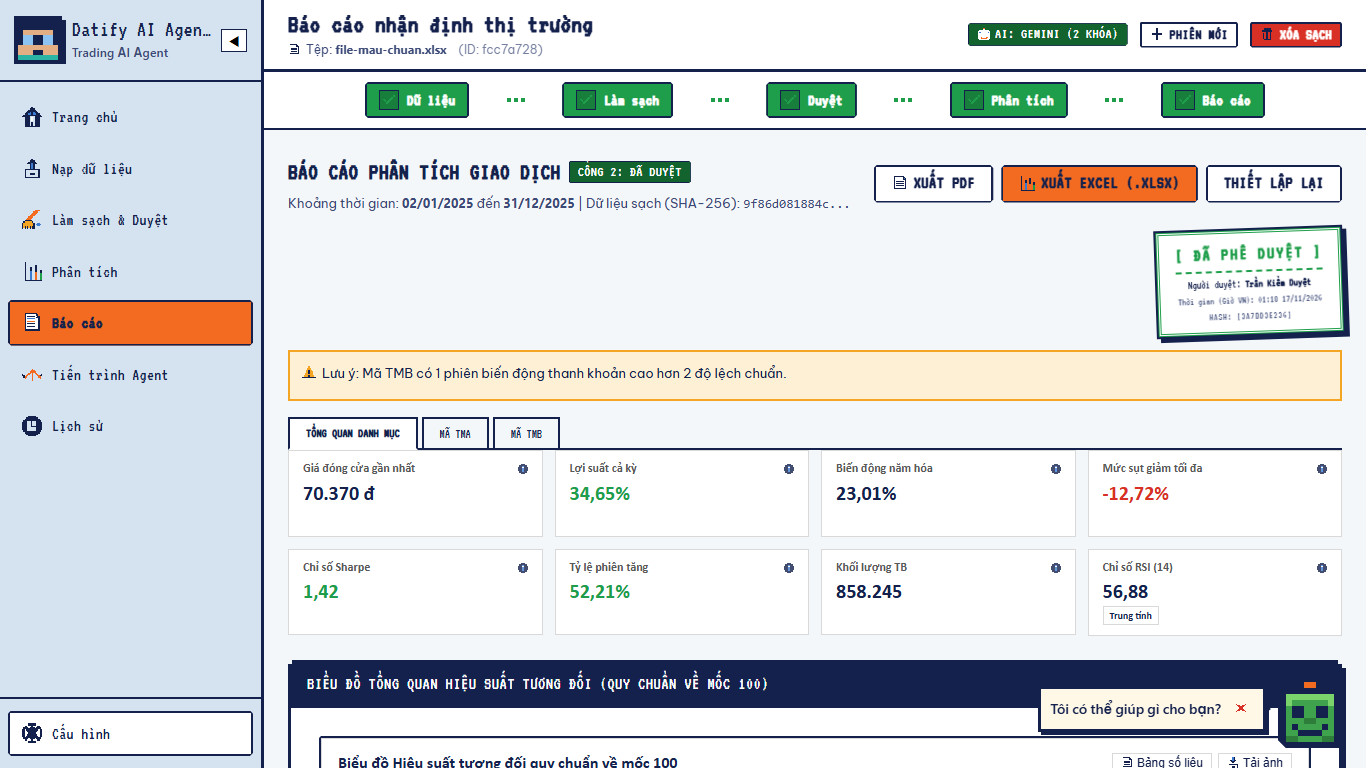 Datify AI Agen...
Trading AI Agent
Trang chủ
Nạp dữ liệu
Làm sạch & Duyệt
Phân tích
Báo cáo
Tiến trình Agent
Lịch sử
Cấu hình
Báo cáo nhận định thị trường
Tệp: file-mau-chuan.xlsx (ID: fcc7a728)
AI: GEMINI (2 KHÓA)
PHIÊN MỚI
XÓA SẠCH
Dữ liệu
Làm sạch
Duyệt
Phân tích
Báo cáo
BÁO CÁO PHÂN TÍCH GIAO DỊCH
CỔNG 2: ĐÃ DUYỆT
Khoảng thời gian: 02/01/2025 đến 31/12/2025 | Dữ liệu sạch (SHA-256): 9f86d081884c...
XUẤT PDF
XUẤT EXCEL (.XLSX)
THIẾT LẬP LẠI
[ ĐÃ PHÊ DUYỆT ]
Người duyệt: Trần Kiểm Duyệt
Thời gian (Giờ VN): 01:10 17/11/2026
Lưu ý: Mã TMB có 1 phiên biến động thanh khoản cao hơn 2 độ lệch chuẩn.
TỔNG QUAN DANH MỤC
MÃ TMA
MÃ TMB
Giá đóng cửa gần nhất
70.370 đ
Lợi suất cả kỳ
34,65%
Biến động năm hóa
23,01%
Mức sụt giảm tối đa
-12,72%
Chỉ số Sharpe
1,42
Tỷ lệ phiên tăng
52,21%
Khối lượng TB
858.245
Chỉ số RSI (14)
56,88
Trung tính
BIỂU ĐỒ TỔNG QUAN HIỆU SUẤT TƯƠNG ĐỐI (QUY CHUẨN VỀ MỐC 100)
Tôi có thể giúp gì cho bạn?
Biểu đồ Hiệu suất tương đối quy chuẩn về mốc 100
Bảng số liệu
Tải ảnh